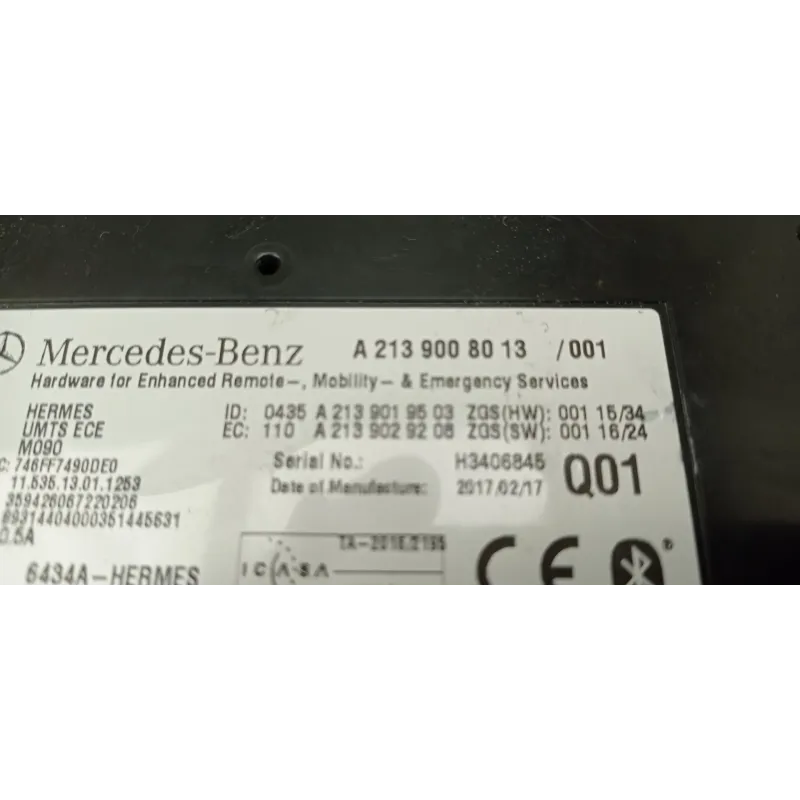 Mercedes-Benz A 213 900 80 13 /001
Hardware for Enhanced Remote-, Mobility- & Emergency Services
HERMES ID: 0435 A 213 901 95 03 ZGS(HW): 001 15/34
UMTS ECE EC: 110 A 213 902 92 08 ZGS(SW): 001 16/24
M090
C: 746FF7490DE0 Serial No.: H3406845 Q01
11.535.13.01.1253 Date of Manufacture: 2017/02/17
359426067220206
89314404000351445631
0.5A
TA-2016/2195
6434A-HERMES ICASA CE